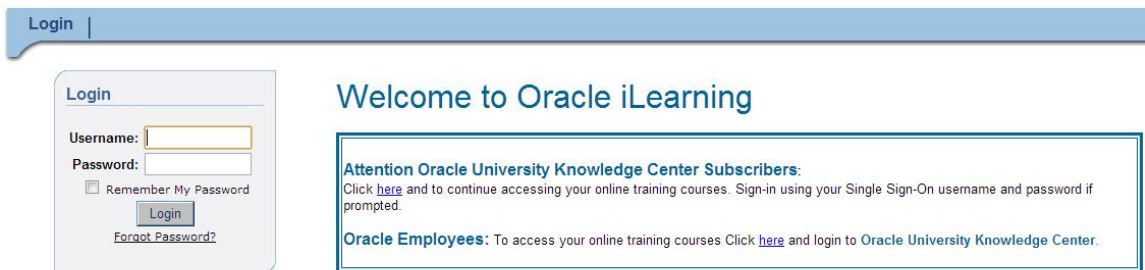 Login |
Login
Username:
Password:
Remember My Password
Login
Forgot Password?
Welcome to Oracle iLearning
Attention Oracle University Knowledge Center Subscribers:
Click here and to continue accessing your online training courses. Sign-in using your Single Sign-On username and password if
prompted.
Oracle Employees: To access your online training courses Click here and login to Oracle University Knowledge Center.